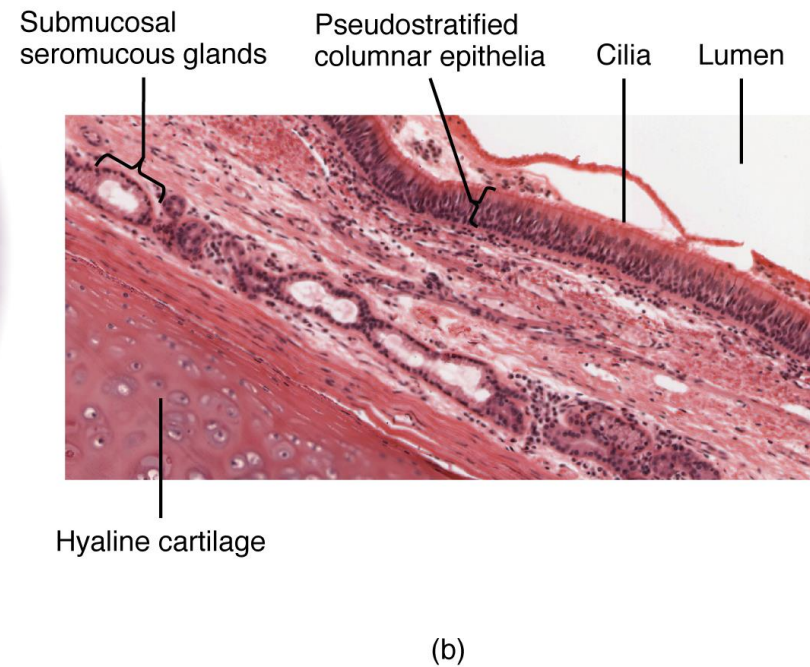 Submucosal
seromucous glands
Pseudostratified
columnar epithelia
Cilia
Lumen
Hyaline cartilage
(b)